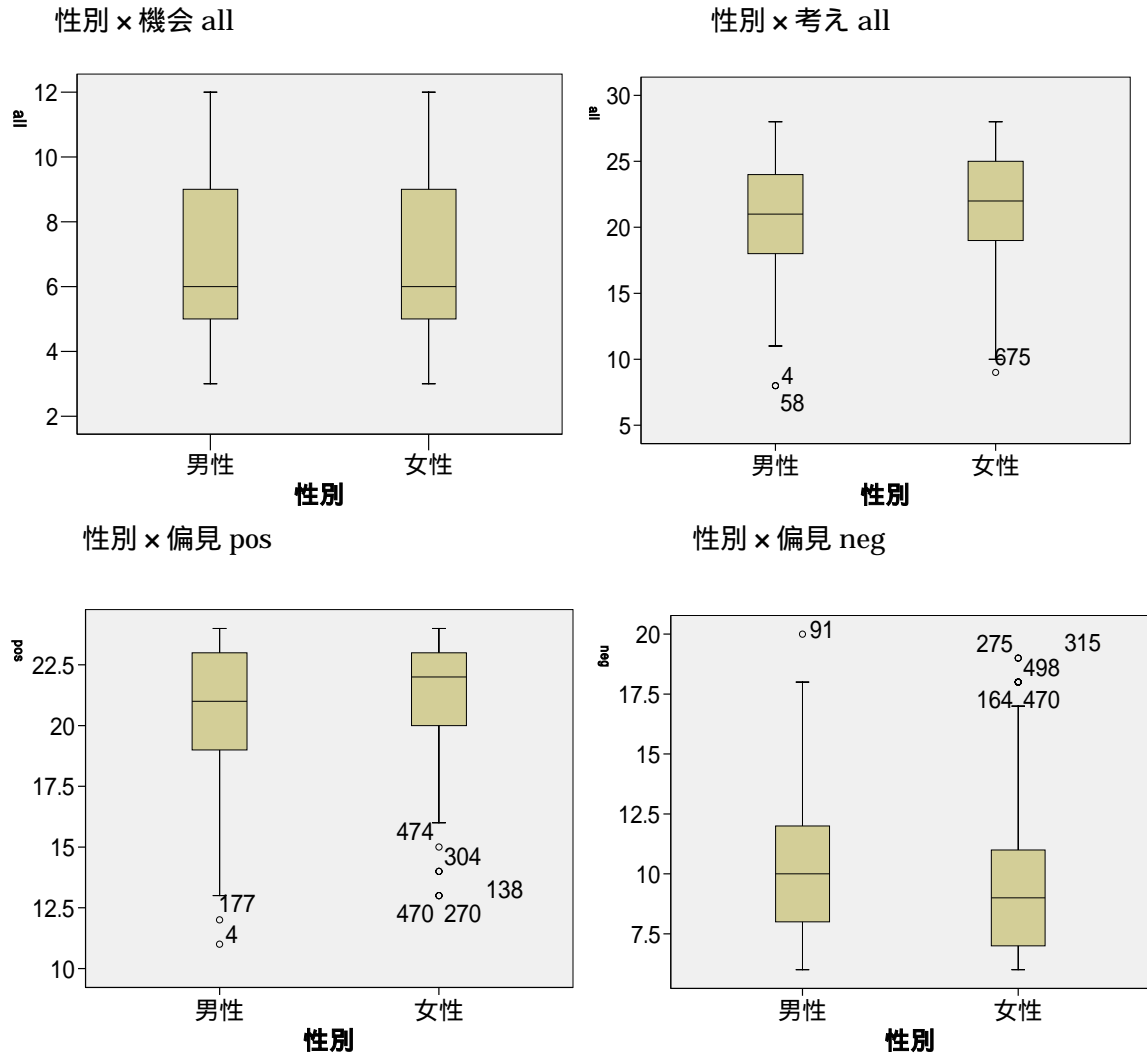 性別 × 機会 all
性別 × 考え all
all
12
10
8
6
4
2
男性
女性
性別
all
30
25
20
15
10
5
4
58
675
男性
女性
性別
性別 × 偏見 pos
性別 × 偏見 neg
pos
22.5
20
17.5
15
12.5
10
177
4
474
304
138
470 270
男性
女性
性別
neg
20
17.5
15
12.5
10
7.5
91
275 315
498
164 470
男性
女性
性別